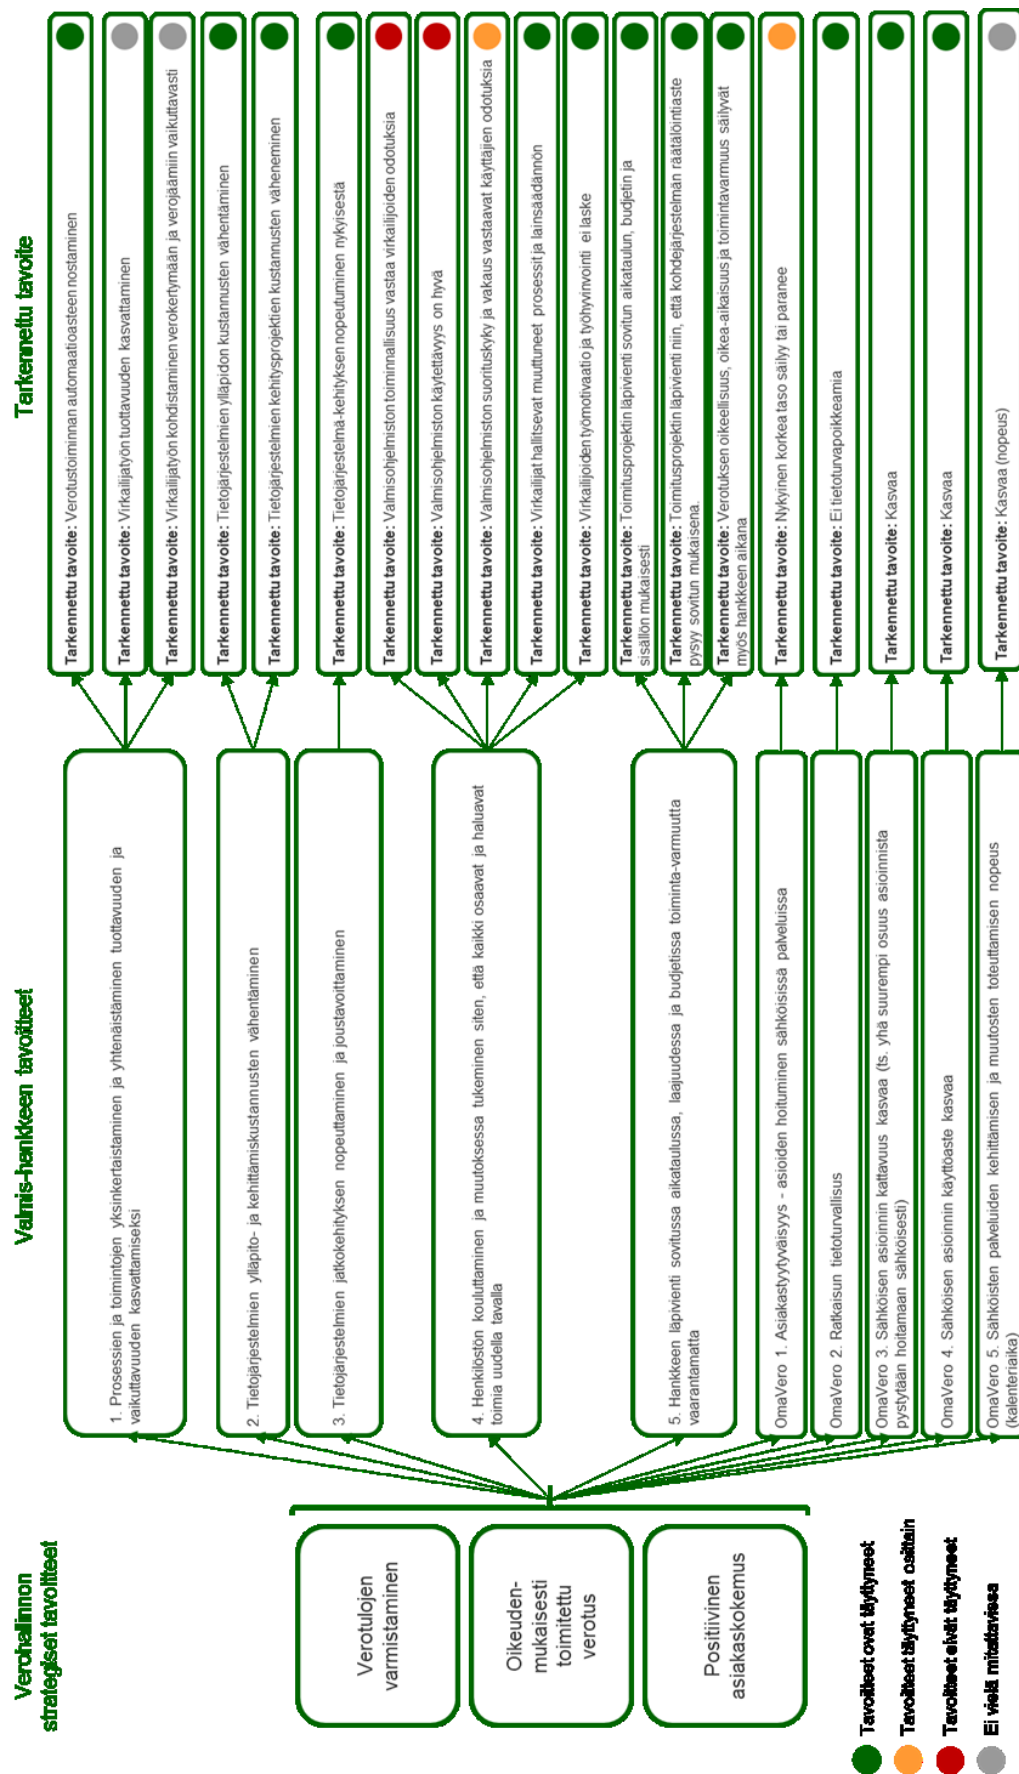 Verohallinnon
strategiset tavoitteet
Valmis-hankkeen tavoitteet
Tarkennettu tavoite
Verotulojen
varmistaminen
Oikeuden-
mukaisesti
toimitettu
verotus
Positiivinen
asiakaskokemus
1. Prosessien ja toimintojen yksinkertaistaminen ja yhtenäistäminen tuottavuuden ja
vaikuttavuuden kasvattamiseksi
2. Tietojärjestelmien ylläpito- ja kehittämiskustannusten vähentäminen
3. Tietojärjestelmien jatkokehityksen nopeuttaminen ja joustavoittaminen
4. Henkilöstön kouluttaminen ja muutoksessa tukeminen siten, että kaikki osaavat ja haluavat
toimia uudella tavalla
5. Hankkeen läpivienti sovitussa aikataulussa, laajuudessa ja budjetissa toiminta-varmuutta
vaarantamatta
OmaVero 1. Asiakastyytyväisyys - asioiden hoituminen sähköisissä palveluissa
OmaVero 2. Ratkaisun tietoturvallisuus
OmaVero 3. Sähköisen asioinnin kattavuus kasvaa (ts. yhä suurempi osuus asioinnista
pystytään hoitamaan sähköisesti)
OmaVero 4. Sähköisen asioinnin käyttöaste kasvaa
OmaVero 5. Sähköisten palveluiden kehittämisen ja muutosten toteuttamisen nopeus
(kalenteriaika)
Tarkennettu tavoite: Verotustoiminnan automaatioasteen nostaminen
Tarkennettu tavoite: Virkailijatyön tuottavuuden kasvattaminen
Tarkennettu tavoite: Virkailijatyön kohdistaminen verokertymään ja verojäämiin vaikuttavasti
Tarkennettu tavoite: Tietojärjestelmien ylläpidon kustannusten vähentäminen
Tarkennettu tavoite: Tietojärjestelmien kehitysprojektien kustannusten väheneminen
Tarkennettu tavoite: Tietojärjestelmä-kehityksen nopeutuminen nykyisestä
Tarkennettu tavoite: Valmisohjelmiston toiminnallisuus vastaa virkailijoiden odotuksia
Tarkennettu tavoite: Valmisohjelmiston käytettävyys on hyvä
Tarkennettu tavoite: Valmisohjelmiston suorituskyky ja vakaus vastaavat käyttäjien odotuksia
Tarkennettu tavoite: Virkailijat hallitsevat muuttuneet prosessit ja lainsäädännön
Tarkennettu tavoite: Virkailijoiden työmotivaatio ja työhyvinvointi ei laske
Tarkennettu tavoite: Toimitusprojektin läpivienti sovitun aikataulun, budjetin ja
sisällön mukaisesti
Tarkennettu tavoite: Toimitusprojektin läpivienti niin, että kohdejärjestelmän räätälöintiaste
pysyy sovitun mukaisena.
Tarkennettu tavoite: Verotuksen oikeellisuus, oikea-aikaisuus ja toimintavarmuus säilyvät
myös hankkeen aikana
Tarkennettu tavoite: Nykyinen korkea taso säilyy tai paranee
Tarkennettu tavoite: Ei tietoturvapoikkeamia
Tarkennettu tavoite: Kasvaa
Tarkennettu tavoite: Kasvaa
Tarkennettu tavoite: Kasvaa (nopeus)
Tavoitteet ovat täyttyneet
Tavoitteet täyttyneet osittain
Tavoitteet eivät täyttyneet
Ei vielä mitattavissa